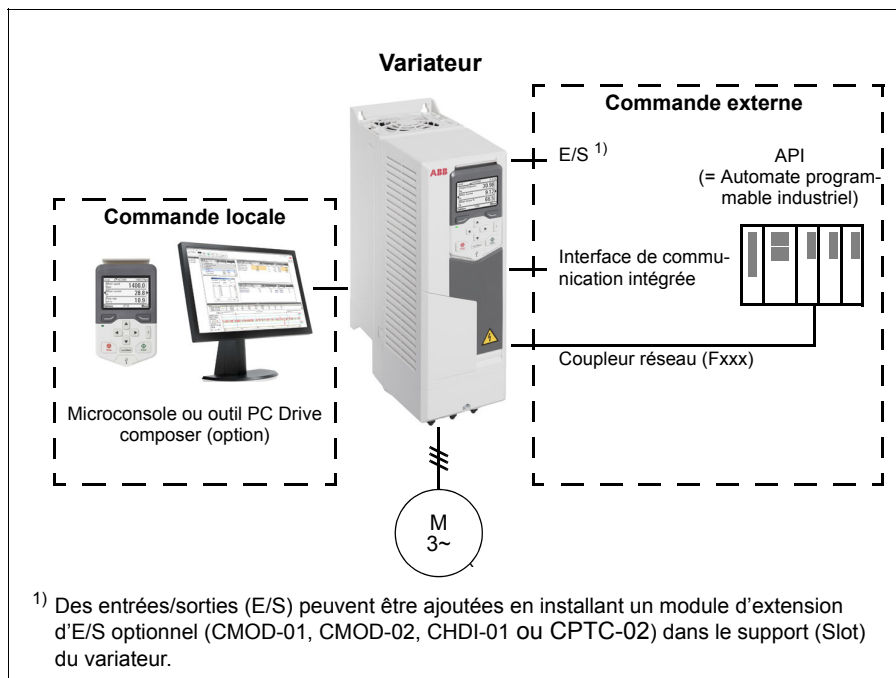 Variateur
Commande externe
E/S 1)
API
(= Automate program-
mable industriel)
Commande locale
ABB
Interface de commu-
nication intégrée
Coupleur réseau (Fxxx)
Microconsole ou outil PC Drive
composer (option)
M
3~
1) Des entrées/sorties (E/S) peuvent être ajoutées en installant un module d’extension
d’E/S optionnel (CMOD-01, CMOD-02, CHDI-01 ou CPTC-02) dans le support (Slot)
du variateur.